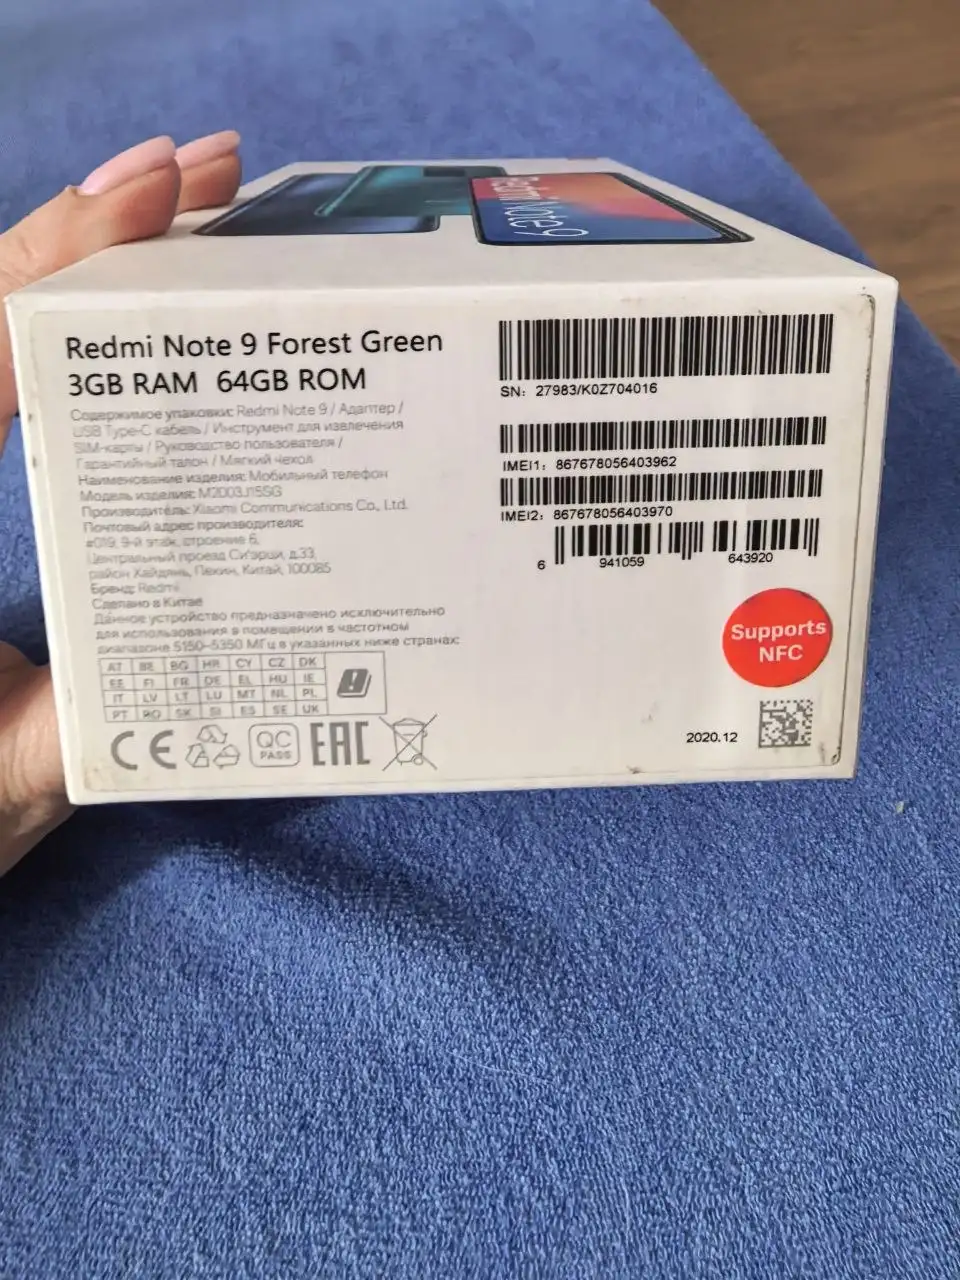 Redmi Note 9
Redmi Note 9 Forest Green
3GB RAM 64GB ROM
Содержимое упаковки: Redmi Note 9 / Адаптер /
USB Type-C кабель / Инструмент для извлечения
SIM-карты / Руководство пользователя /
Гарантийный талон / Мягкий чехол
Наименование изделия: Мобильный телефон
Модель изделия: M2003J15SG
Производитель: Xiaomi Communications Co., Ltd.
Почтовый адрес производителя:
#019, 9-й этаж, строение 6,
Центральный проезд Си'эрци, д.33,
район Хайдянь, Пекин, Китай, 100085
Бренд: Redmi
Сделано в Китае
Данное устройство предназначено исключительно
для использования в помещении в частотном
диапазоне 5150-5350 МГц в указанных ниже странах:
AT BE BG HR CY CZ DK
EE FI FR DE EL HU IE
IT LV LT LU MT NL PL
PT RO SK SI ES SE UK
CE QC PASS EAC
SN: 27983/K0Z704016
IMEI1: 867678056403962
IMEI2: 867678056403970
6 941059 643920
Supports
NFC
2020.12